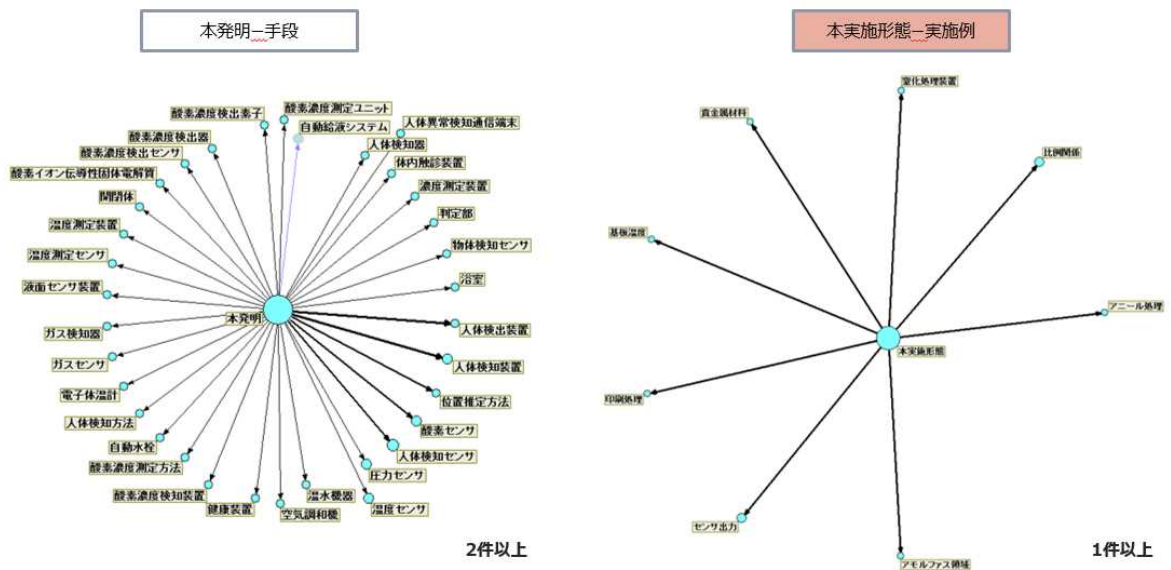 本発明–手段
酸素濃度検出素子
酸素濃度測定ユニット
自動給液システム
人体異常検知通信端末
酸素濃度検出器
人体検知器
酸素濃度検出センサ
体内触診装置
酸素イオン伝導性固体電解質
濃度測定装置
開閉体
判定部
温度測定装置
物体検知センサ
温度測定センサ
浴室
液面センサ装置
本発明
人体検出装置
ガス検知器
人体検知装置
ガスセンサ
位置推定方法
電子体温計
酸素センサ
人体検知方法
人体検知センサ
自動水栓
圧力センサ
酸素濃度測定方法
酸素濃度検知装置
温水機器
温度センサ
健康装置
空気調和機
2件以上
本実施形態–実施例
窒化処理装置
貴金属材料
比例関係
基板温度
アニール処理
本実施形態
印刷処理
センサ出力
アモルファス領域
1件以上